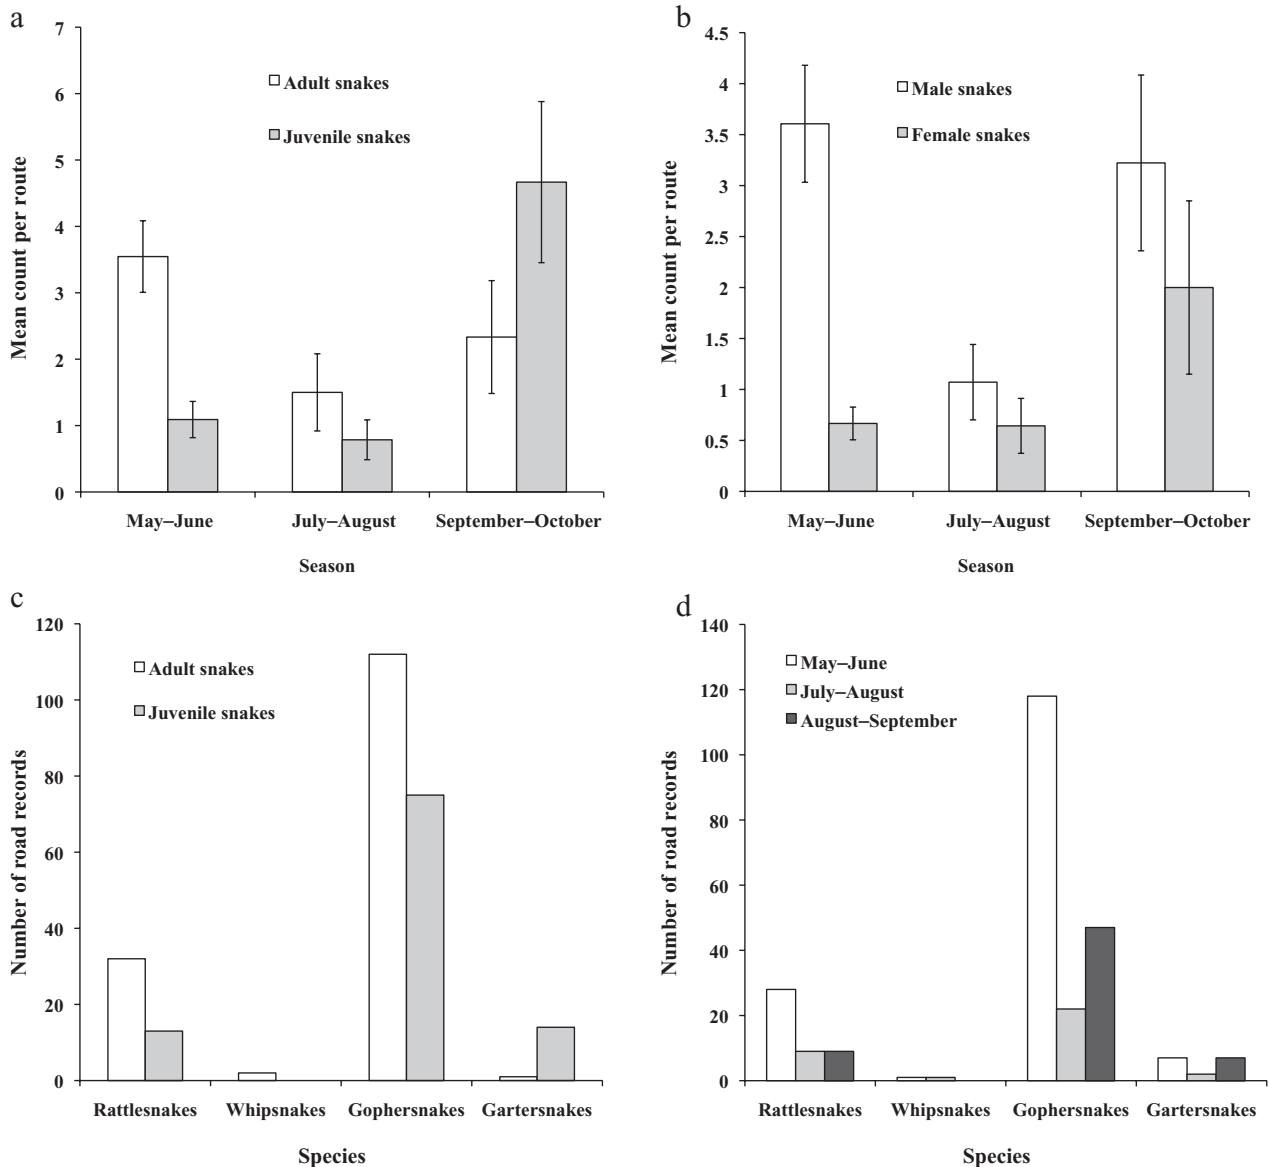 a
7
6
5
4
3
2
1
0
Mean count per route
Adult snakes
Juvenile snakes
May–June
July–August
September–October
Season
b
4.5
4
3.5
3
2.5
2
1.5
1
0.5
0
Mean count per route
Male snakes
Female snakes
May–June
July–August
September–October
Season
c
120
100
80
60
40
20
0
Number of road records
Adult snakes
Juvenile snakes
Rattlesnakes
Whipsnakes
Gophersnakes
Gartersnakes
Species
d
140
120
100
80
60
40
20
0
Number of road records
May–June
July–August
August–September
Rattlesnakes
Whipsnakes
Gophersnakes
Gartersnakes
Species